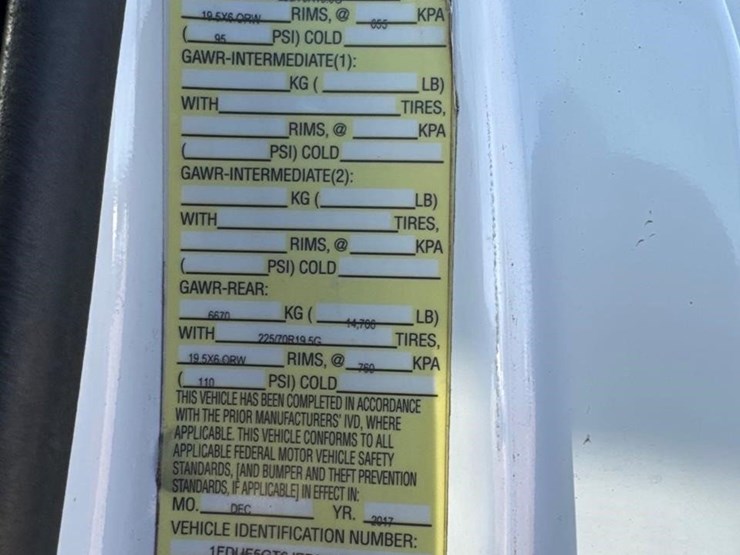 19.5X6.0RW RIMS, @ 655 KPA
( 95 PSI) COLD
GAWR-INTERMEDIATE(1):
KG ( LB)
WITH TIRES,
RIMS, @ KPA
( PSI) COLD
GAWR-INTERMEDIATE(2):
KG ( LB)
WITH TIRES,
RIMS, @ KPA
( PSI) COLD
GAWR-REAR:
6670 KG ( 14,706 LB)
WITH 225/70R19.5G TIRES,
19.5X6.0RW RIMS, @ 760 KPA
( 110 PSI) COLD
THIS VEHICLE HAS BEEN COMPLETED IN ACCORDANCE
WITH THE PRIOR MANUFACTURERS' IVD, WHERE
APPLICABLE. THIS VEHICLE CONFORMS TO ALL
APPLICABLE FEDERAL MOTOR VEHICLE SAFETY
STANDARDS, [AND BUMPER AND THEFT PREVENTION
STANDARDS, IF APPLICABLE] IN EFFECT IN:
MO. DEC YR. 2017
VEHICLE IDENTIFICATION NUMBER: